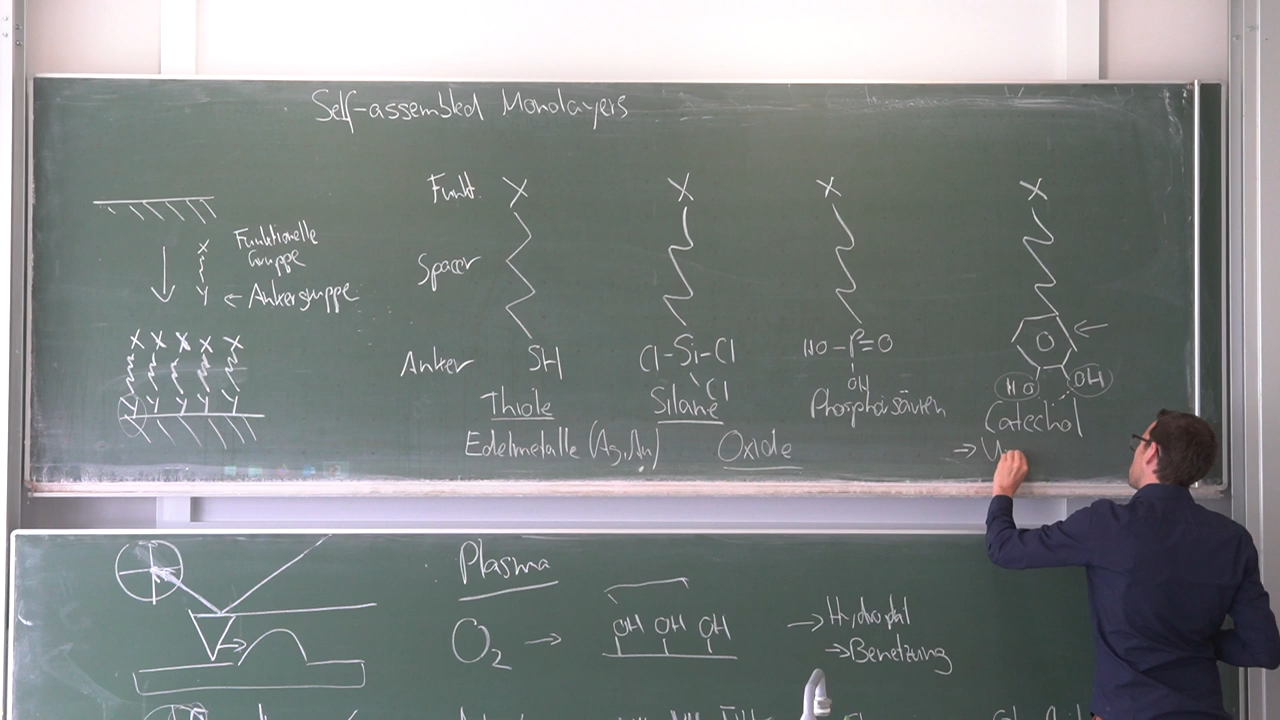 Self-assembled Monolayers
Funkt. X X X X
X Funktionelle
Gruppe
Spacer
Y ← Ankergruppe
X X X X X
Anker SH Cl-Si-Cl HO-P=O
Cl OH HO OH
Y Y Y Y Y
Thiole Silane Phosphorsäuren Catechol
Edelmetalle (Ag, Au) Oxide →
Plasma
O2 → OH OH OH → Hydrophil
→ Benetzung